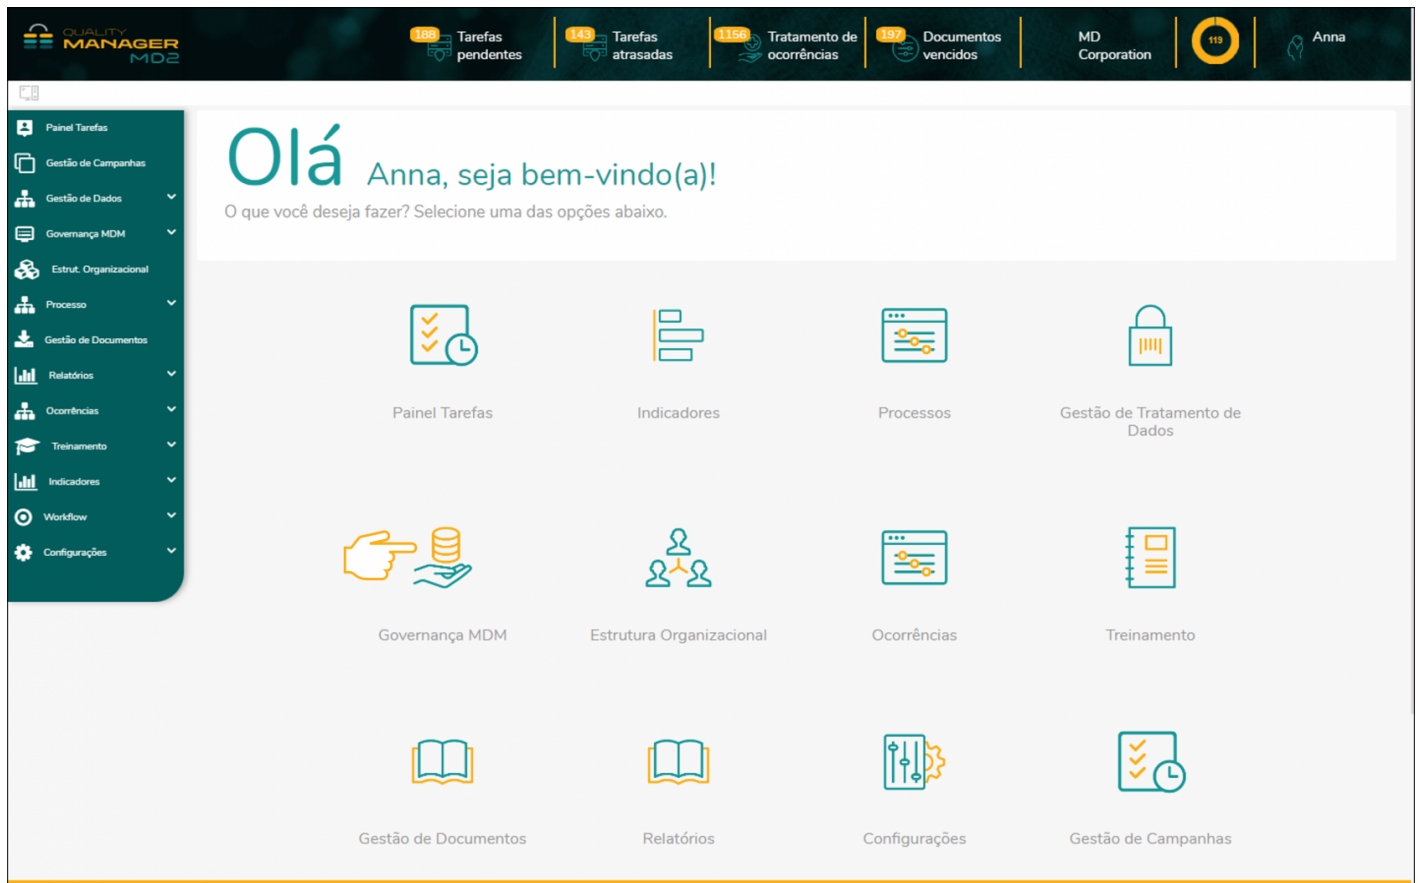 QUALITY
MANAGER
MD2
188
Tarefas
pendentes
143
Tarefas
atrasadas
1156
Tratamento de
ocorrências
197
Documentos
vencidos
MD
Corporation
119
Anna
Painel Tarefas
Gestão de Campanhas
Gestão de Dados
Governança MDM
Estrut. Organizacional
Processo
Gestão de Documentos
Relatórios
Ocorrências
Treinamento
Indicadores
Workflow
Configurações
Olá Anna, seja bem-vindo(a)!
O que você deseja fazer? Selecione uma das opções abaixo.
Painel Tarefas
Indicadores
Processos
Gestão de Tratamento de
Dados
Governança MDM
Estrutura Organizacional
Ocorrências
Treinamento
Gestão de Documentos
Relatórios
Configurações
Gestão de Campanhas